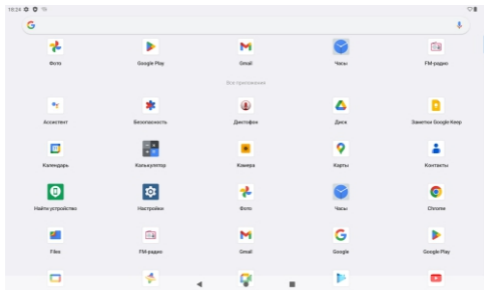 10:24
Фото Google Play Gmail Часы FM-радио
Все приложения
Ассистент Безопасность Диктофон Диск Заметки Google Keep
Календарь Калькулятор Камера Карты Контакты
Найти устройство Настройки Фото Часы Chrome
Files FM-радио Gmail Google Google Play